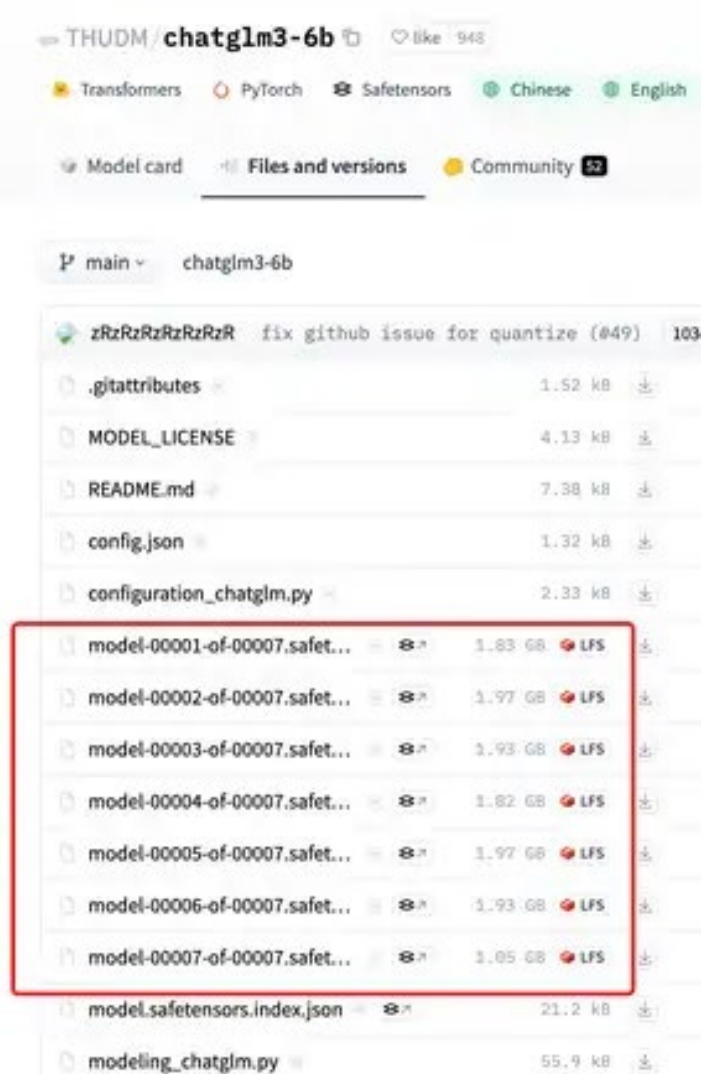 THUDM/chatglm3-6b like 948
Transformers PyTorch Safetensors Chinese English
Model card Files and versions Community 52
main chatglm3-6b
zRzRzRzRzRzRzR fix github issue for quantize (#49) 103
.gitattributes 1.52 kB
MODEL_LICENSE 4.13 kB
README.md 7.38 kB
config.json 1.32 kB
configuration_chatglm.py 2.33 kB
model-00001-of-00007.safet... 1.83 GB LFS
model-00002-of-00007.safet... 1.97 GB LFS
model-00003-of-00007.safet... 1.93 GB LFS
model-00004-of-00007.safet... 1.82 GB LFS
model-00005-of-00007.safet... 1.97 GB LFS
model-00006-of-00007.safet... 1.93 GB LFS
model-00007-of-00007.safet... 1.05 GB LFS
model.safetensors.index.json 21.2 kB
modeling_chatglm.py 55.9 kB